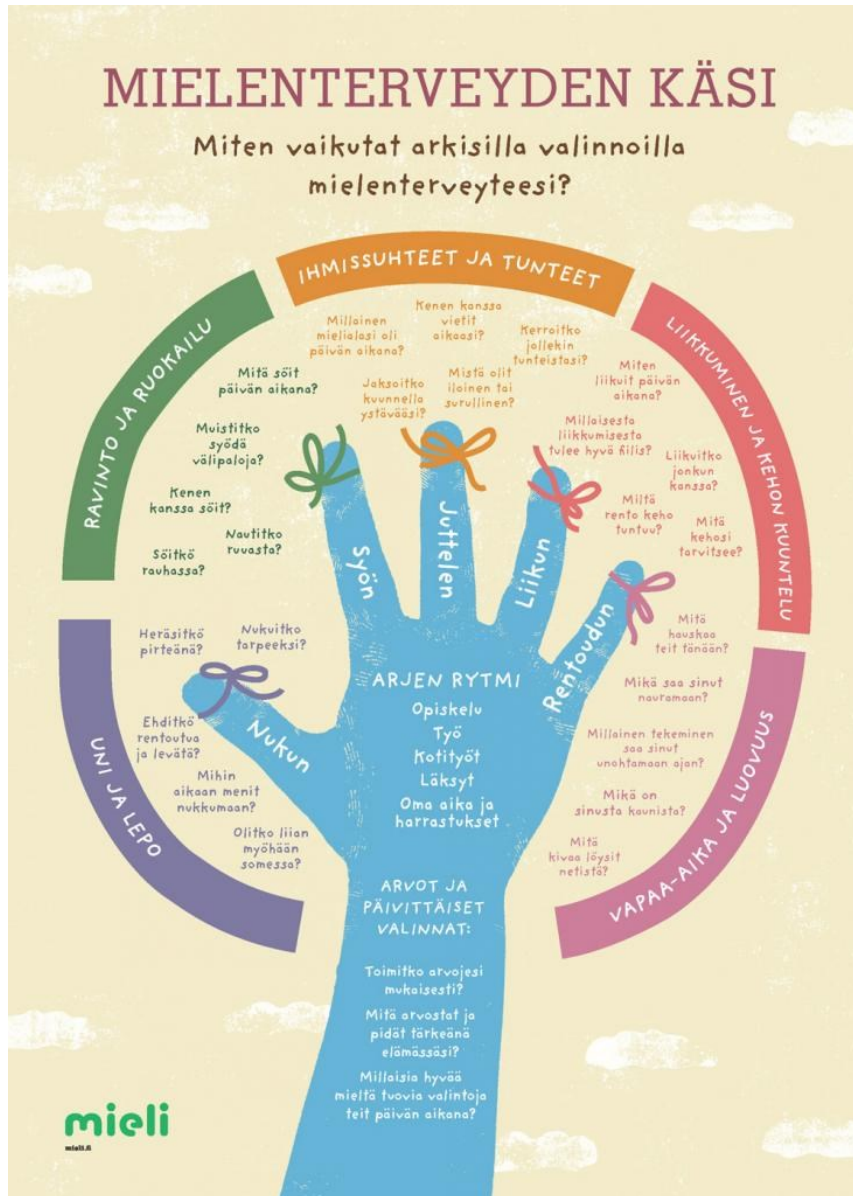 MIELENTERVEYDEN KÄSI
Miten vaikutat arkisilla valinnoilla
mielenterveyteesi?
UNI JA LEPO
Heräsitkö
pirteänä?
Nukuitko
tarpeeksi?
Ehditkö
rentoutua
ja levätä?
Mihin
aikaan menit
nukkumaan?
Olitko liian
myöhään
somessa?
RAVINTO JA RUOKAILU
Mitä söit
päivän aikana?
Muistitko
syödä
välipaloja?
Kenen
kanssa söit?
Nautitko
ruuasta?
Söitkö
rauhassa?
IHMISSUHTEET JA TUNTEET
Millainen
mielialasi oli
päivän aikana?
Kenen kanssa
vietit
aikaasi?
Kerroitko
jollekin
tunteistasi?
Jaksoitko
kuunnella
ystävääsi?
Mistä olit
iloinen tai
surullinen?
LIIKKUMINEN JA KEHON KUUNTELU
Miten
liikuit päivän
aikana?
Millaisesta
liikkumisesta
tulee hyvä fiilis?
Liikuitko
jonkun
kanssa?
Miltä
rento keho
tuntuu?
Mitä
kehosi
tarvitsee?
VAPAA-AIKA JA LUOVUUS
Mitä
hauskaa
teit tänään?
Mikä saa sinut
nauramaan?
Millainen tekeminen
saa sinut
unohtamaan ajan?
Mikä on
sinusta kaunista?
Mitä
kivaa löysit
netistä?
Nukun
Syön
Juttelen
Liikun
Rentoudun
ARJEN RYTMI
Opiskelu
Työ
Kotityöt
Läksyt
Oma aika ja
harrastukset
ARVOT JA
PÄIVITTÄISET
VALINNAT:
Toimitko arvojesi
mukaisesti?
Mitä arvostat ja
pidät tärkeänä
elämässäsi?
Millaisia hyvää
mieltä tuovia valintoja
teit päivän aikana?
mieli
mieli.fi